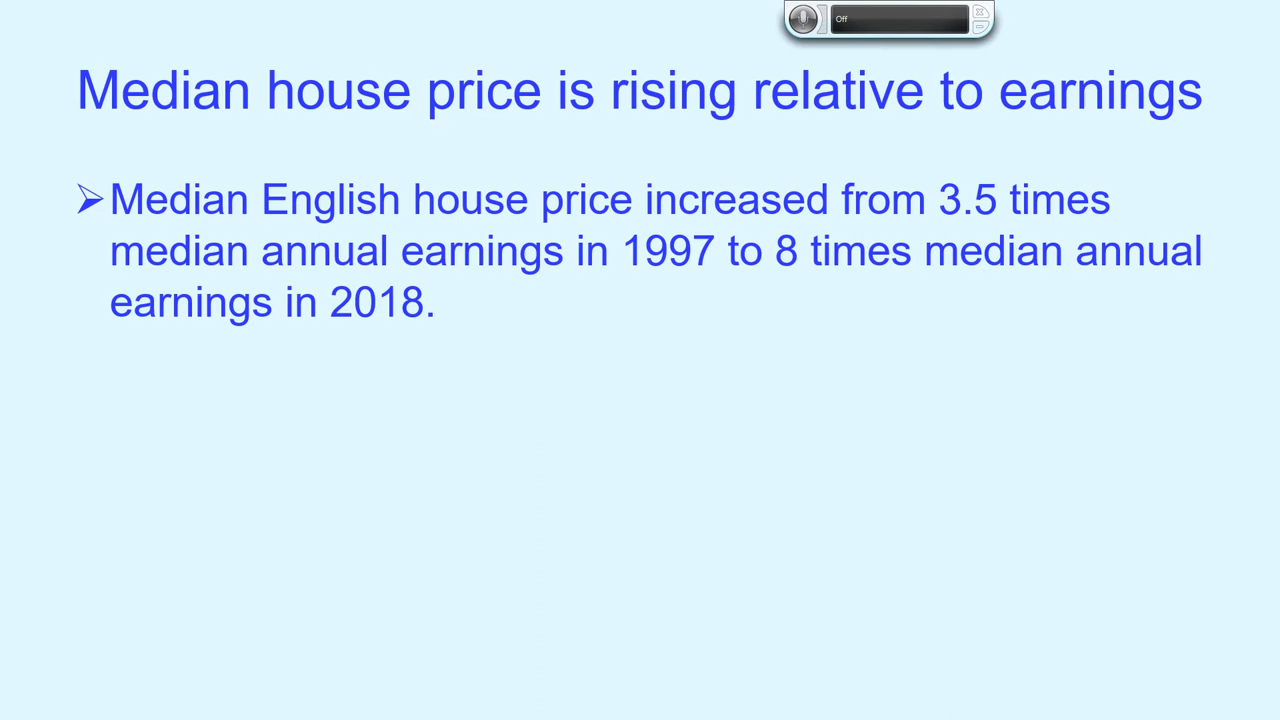 Off
Median house price is rising relative to earnings
➢Median English house price increased from 3.5 times
median annual earnings in 1997 to 8 times median annual
earnings in 2018.